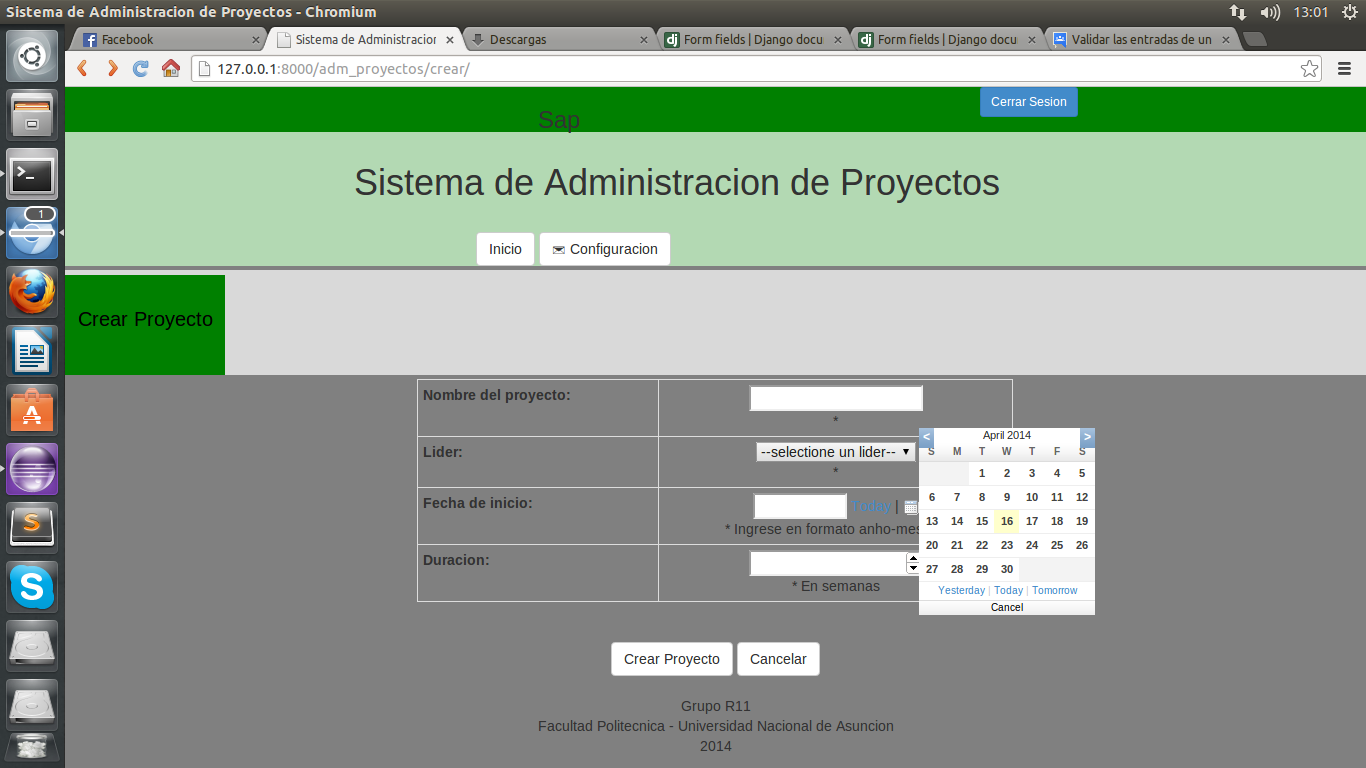 Sistema de Administracion de Proyectos - Chromium
13:01
Facebook
Sistema de Administracion
Descargas
Form fields | Django docu
Form fields | Django docu
Validar las entradas de un
127.0.0.1:8000/adm_proyectos/crear/
1
Cerrar Sesion
Sap
Sistema de Administracion de Proyectos
Inicio
Configuracion
Crear Proyecto
Nombre del proyecto:
*
Lider:
--selectione un lider--
*
Fecha de inicio:
Today |
* Ingrese en formato anho-mes
Duracion:
* En semanas
< April 2014 >
S M T W T F S
1 2 3 4 5
6 7 8 9 10 11 12
13 14 15 16 17 18 19
20 21 22 23 24 25 26
27 28 29 30
Yesterday | Today | Tomorrow
Cancel
Crear Proyecto
Cancelar
Grupo R11
Facultad Politecnica - Universidad Nacional de Asuncion
2014